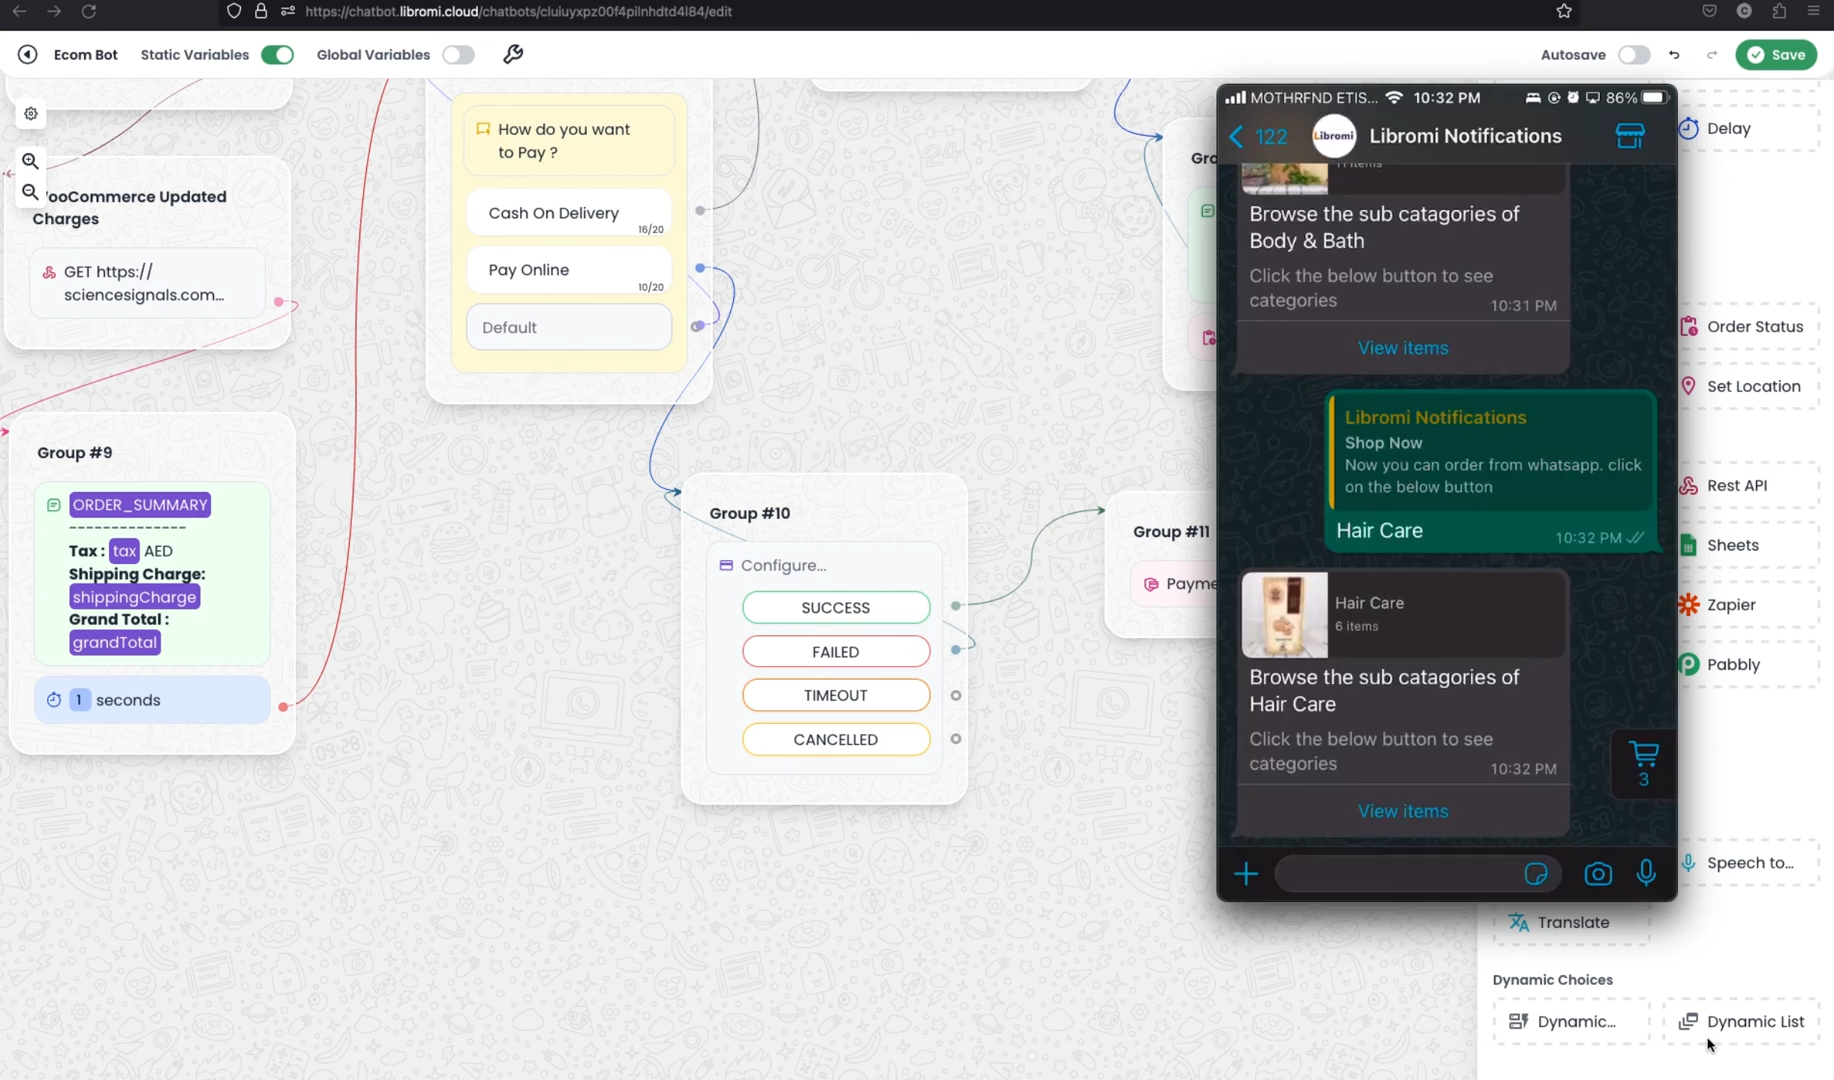 https://chatbot.libromi.cloud/chatbots/cluiuyxpz00f4pilnhdtd4l84/edit
Ecom Bot
Static Variables
Global Variables
Autosave
Save
WooCommerce Updated
Charges
GET https://
sciencesignals.com...
Group #9
ORDER_SUMMARY
--------------
Tax : tax AED
Shipping Charge:
shippingCharge
Grand Total :
grandTotal
1 seconds
How do you want
to Pay ?
Cash On Delivery
16/20
Pay Online
10/20
Default
Group #10
Configure...
SUCCESS
FAILED
TIMEOUT
CANCELLED
Group #11
Payme
Gro
MOTHRFND ETIS... 10:32 PM 86%
122
Libromi
Libromi Notifications
Browse the sub catagories of
Body & Bath
Click the below button to see
categories
10:31 PM
View items
Libromi Notifications
Shop Now
Now you can order from whatsapp. click
on the below button
Hair Care
10:32 PM
Hair Care
6 items
Browse the sub catagories of
Hair Care
Click the below button to see
categories
10:32 PM
View items
3
Delay
Order Status
Set Location
Rest API
Sheets
Zapier
Pabbly
Speech to...
Translate
Dynamic Choices
Dynamic...
Dynamic List